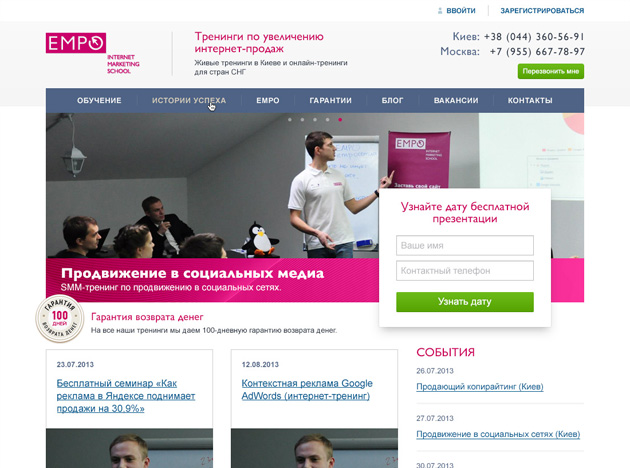 ВОЙТИ
ЗАРЕГИСТРИРОВАТЬСЯ
EMPO
INTERNET
MARKETING
SCHOOL
Тренинги по увеличению
интернет-продаж
Живые тренинги в Киеве и онлайн-тренинги
для стран СНГ
Киев: +38 (044) 360-56-91
Москва: +7 (955) 667-78-97
Перезвонить мне
ОБУЧЕНИЕ
ИСТОРИИ УСПЕХА
EMPO
ГАРАНТИИ
БЛОГ
ВАКАНСИИ
КОНТАКТЫ
EMPO
INTERNET
MARKETING
SCHOOL
Заставь свой сайт
Узнайте дату бесплатной
презентации
Ваше имя
Контактный телефон
Узнать дату
Продвижение в социальных медиа
SMM-тренинг по продвижению в социальных сетях.
ГАРАНТИЯ
100
ДНЕЙ
ВОЗВРАТА ДЕНЕГ
Гарантия возврата денег
На все наши тренинги мы даем 100-дневную гарантию возврата денег.
23.07.2013
Бесплатный семинар «Как
реклама в Яндексе поднимает
продажи на 30,9%»
12.08.2013
Контекстная реклама Google
AdWords (интернет-тренинг)
СОБЫТИЯ
26.07.2013
Продающий копирайтинг (Киев)
27.07.2013
Продвижение в социальных сетях (Киев)
30.07.2013